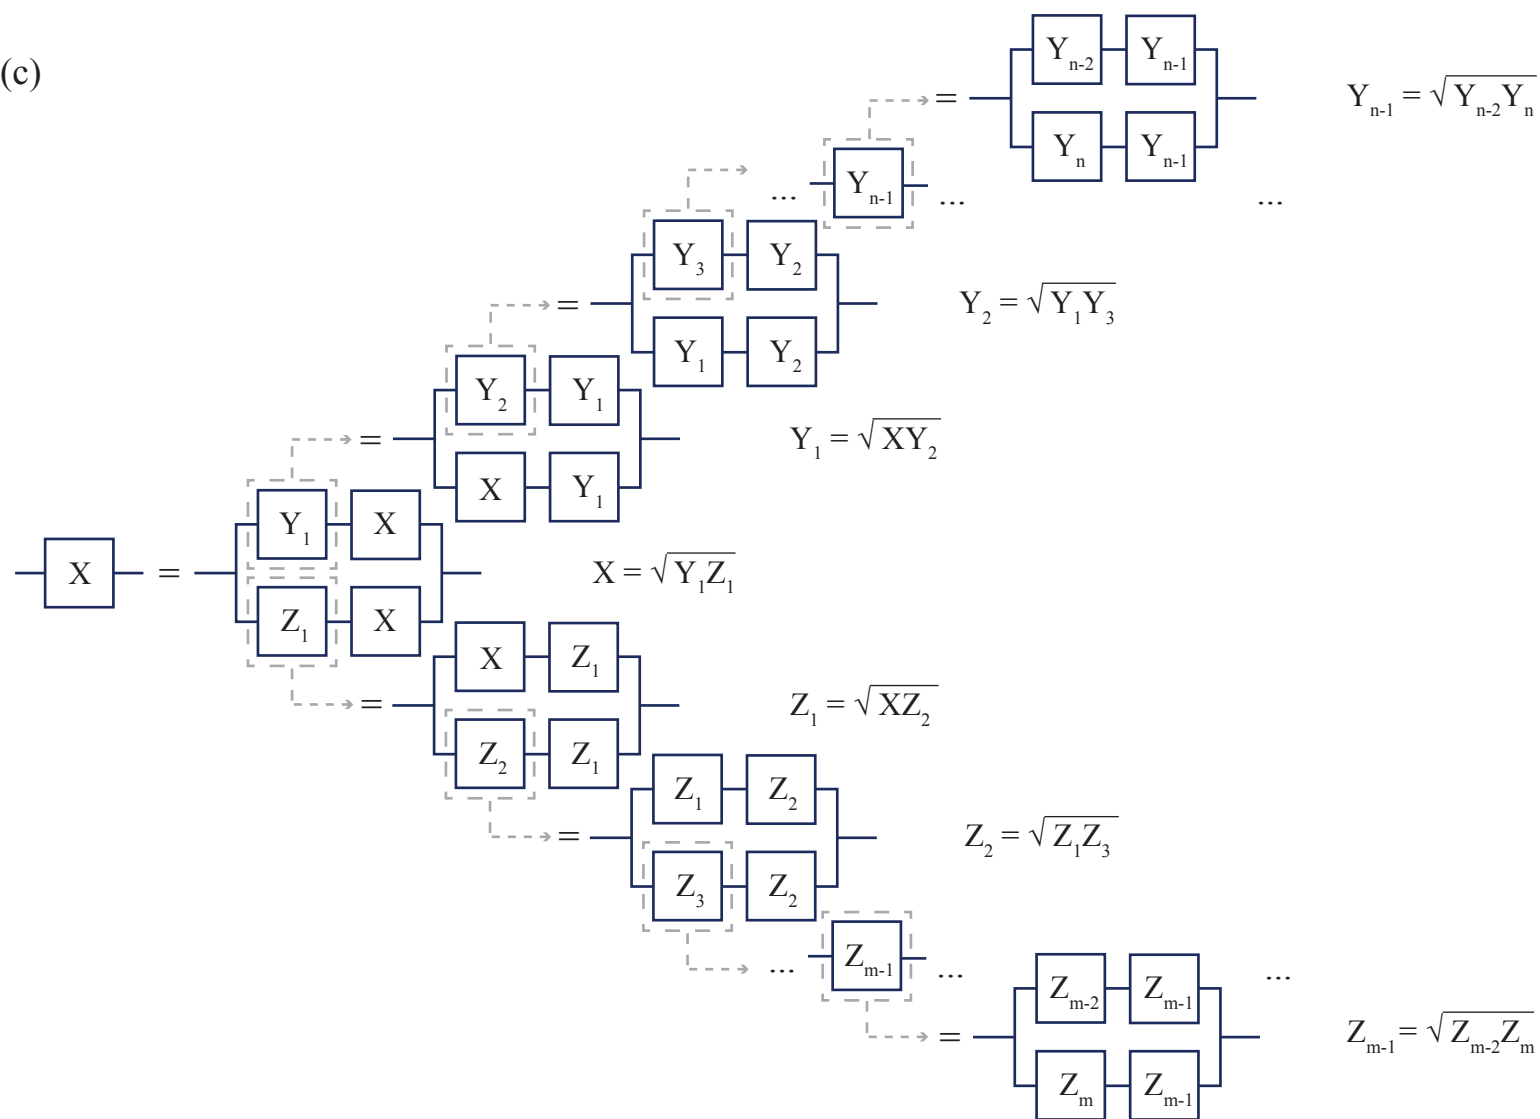 (c)
Yₙ₋₂ Yₙ₋₁
= Yₙ₋₁ = √Yₙ₋₂Yₙ
Yₙ Yₙ₋₁
... Yₙ₋₁ ... ...
Y₃ Y₂
= Y₂ = √Y₁Y₃
Y₁ Y₂
Y₂ Y₁
= Y₁ = √XY₂
X Y₁
Y₁ X
X = X = √Y₁Z₁
Z₁ X
X Z₁
= Z₁ = √XZ₂
Z₂ Z₁
Z₁ Z₂
= Z₂ = √Z₁Z₃
Z₃ Z₂
... Zₘ₋₁ ... ...
Zₘ₋₂ Zₘ₋₁
= Zₘ₋₁ = √Zₘ₋₂Zₘ
Zₘ Zₘ₋₁